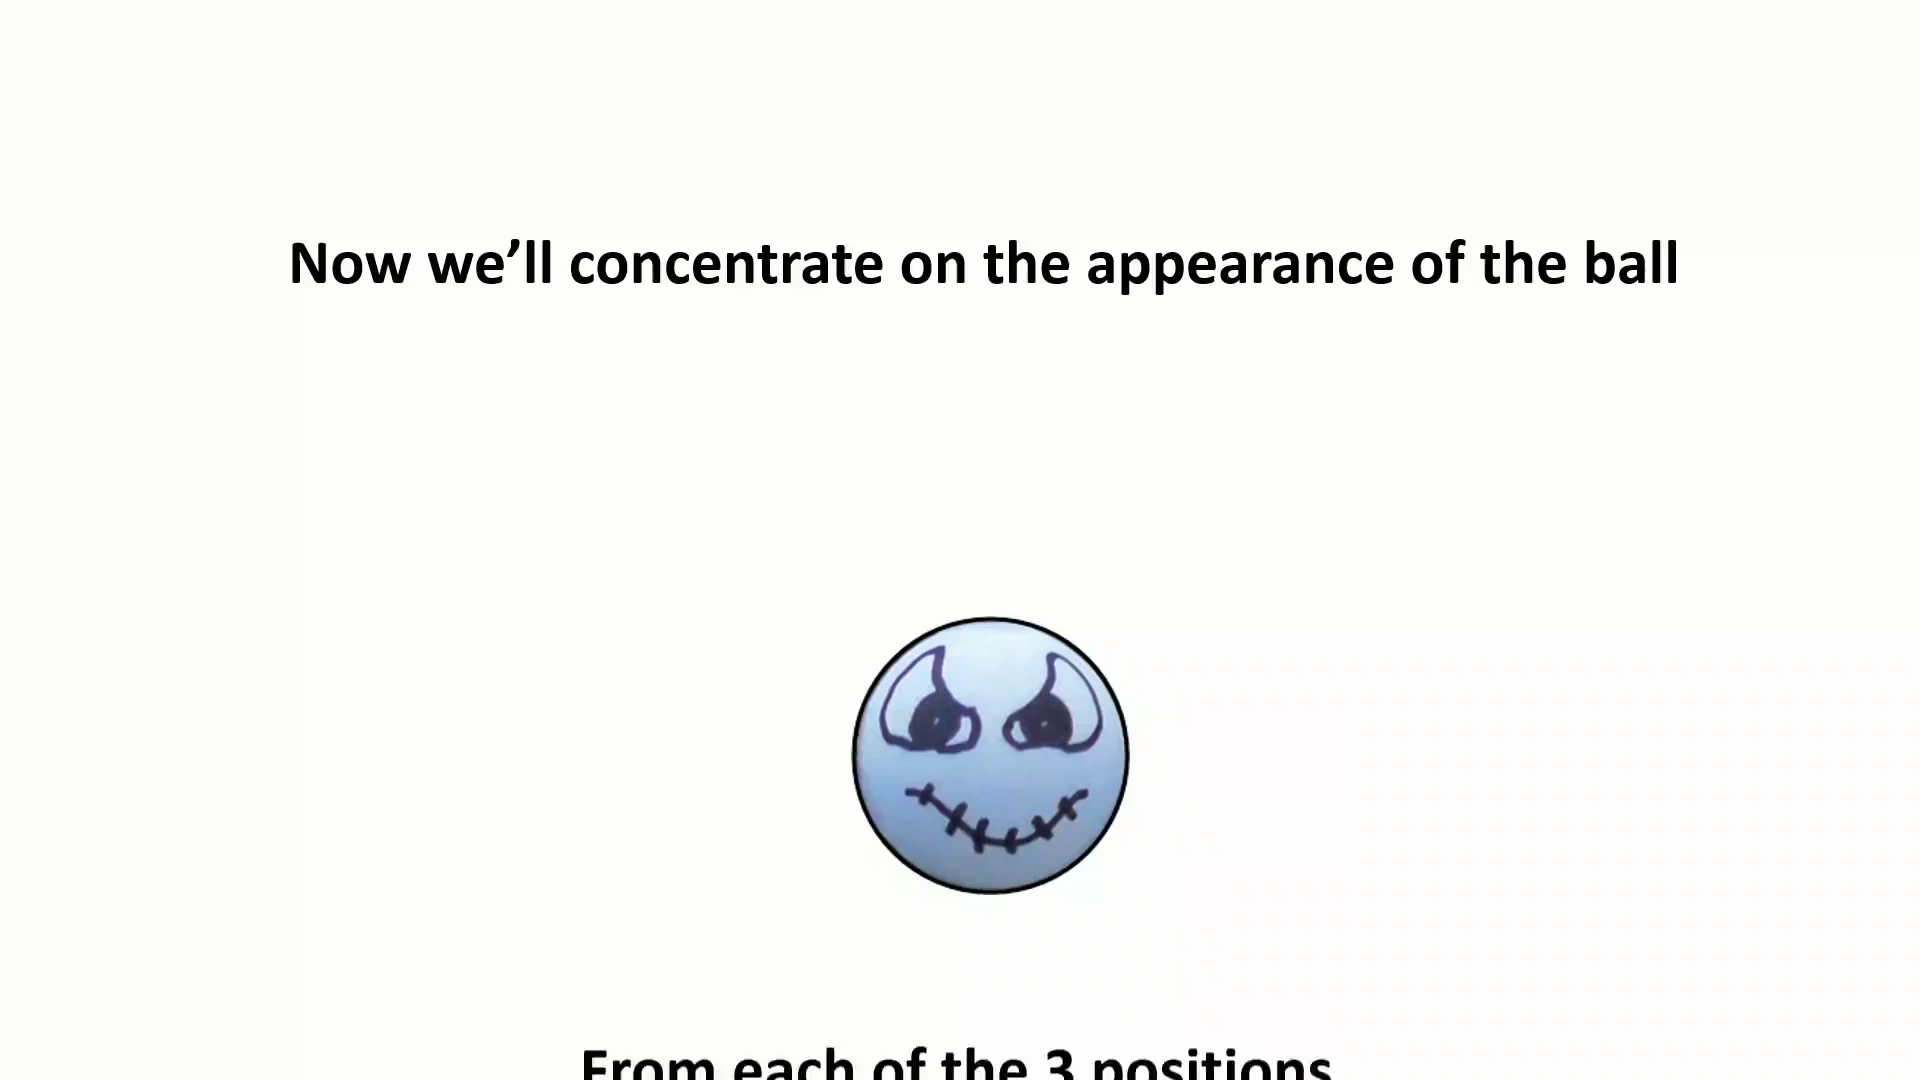 Now we’ll concentrate on the appearance of the ball
From each of the 3 positions